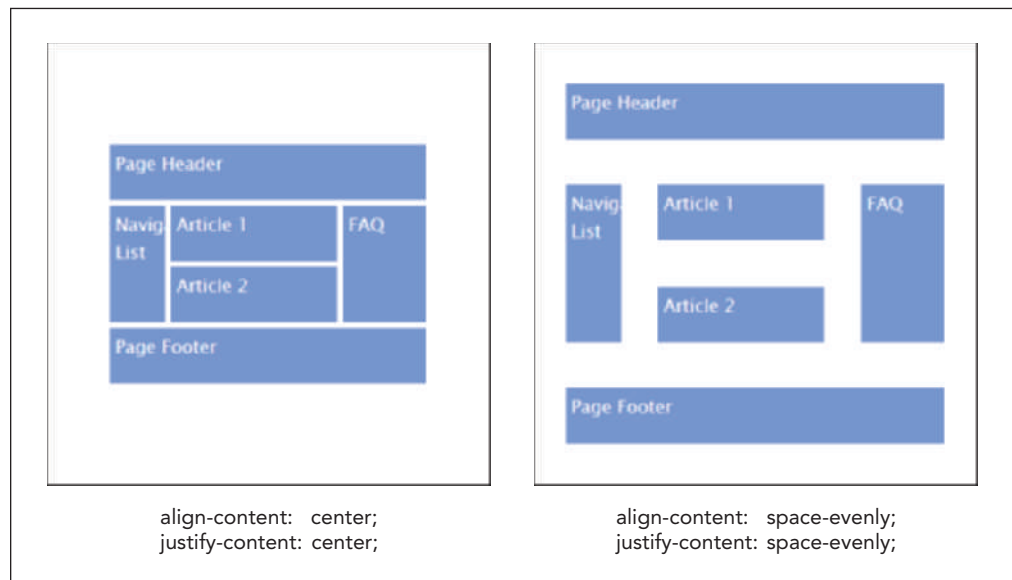 Page Header
Navig
List
Article 1
FAQ
Article 2
Page Footer
align-content: center;
justify-content: center;
Page Header
Navig
List
Article 1
FAQ
Article 2
Page Footer
align-content: space-evenly;
justify-content: space-evenly;